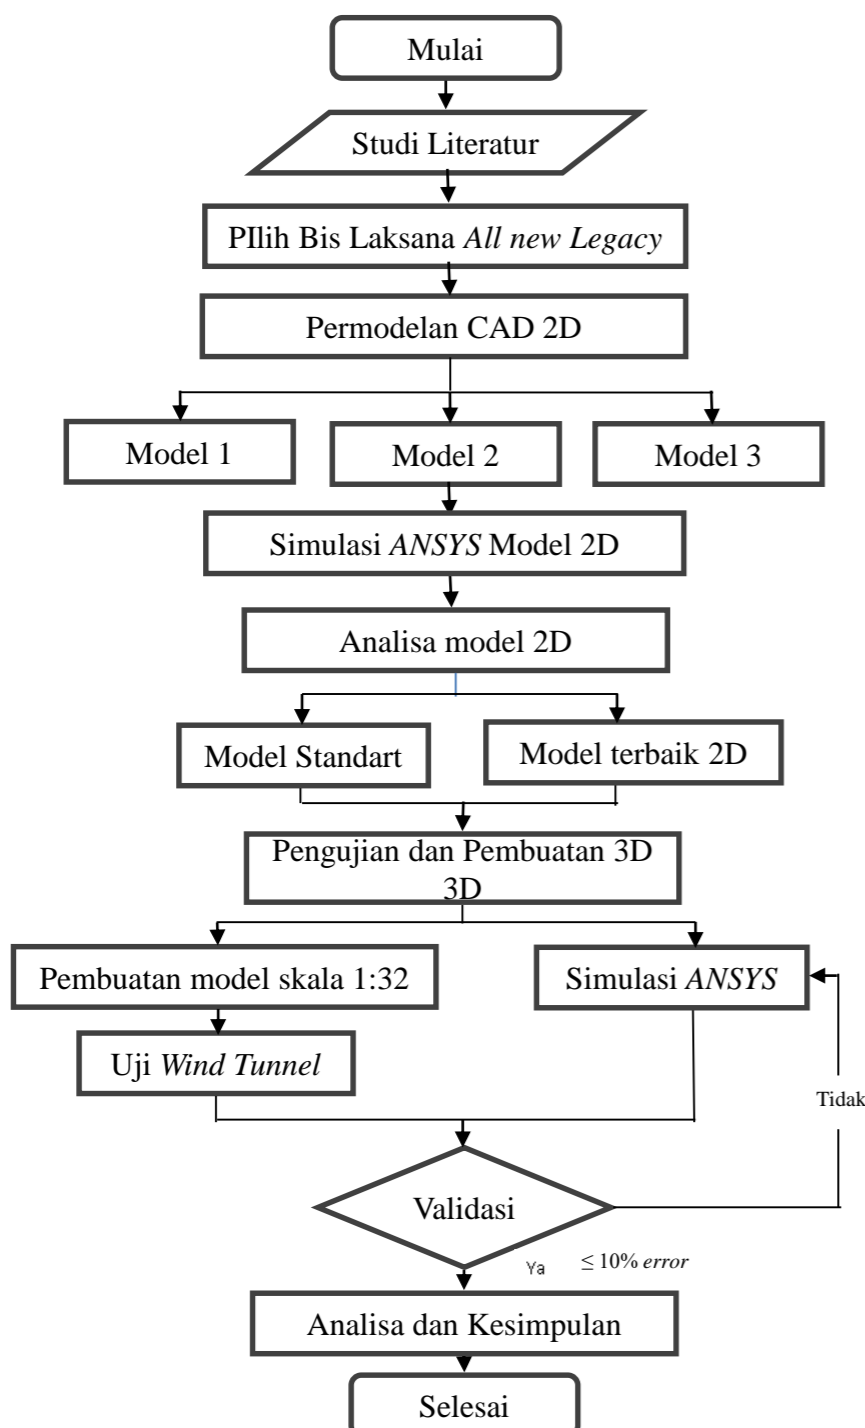 Mulai
Studi Literatur
PIlih Bis Laksana All new Legacy
Permodelan CAD 2D
Model 1
Model 2
Model 3
Simulasi ANSYS Model 2D
Analisa model 2D
Model Standart
Model terbaik 2D
Pengujian dan Pembuatan 3D
3D
Pembuatan model skala 1:32
Simulasi ANSYS
Uji Wind Tunnel
Tidak
Validasi
Ya
≤ 10% error
Analisa dan Kesimpulan
Selesai